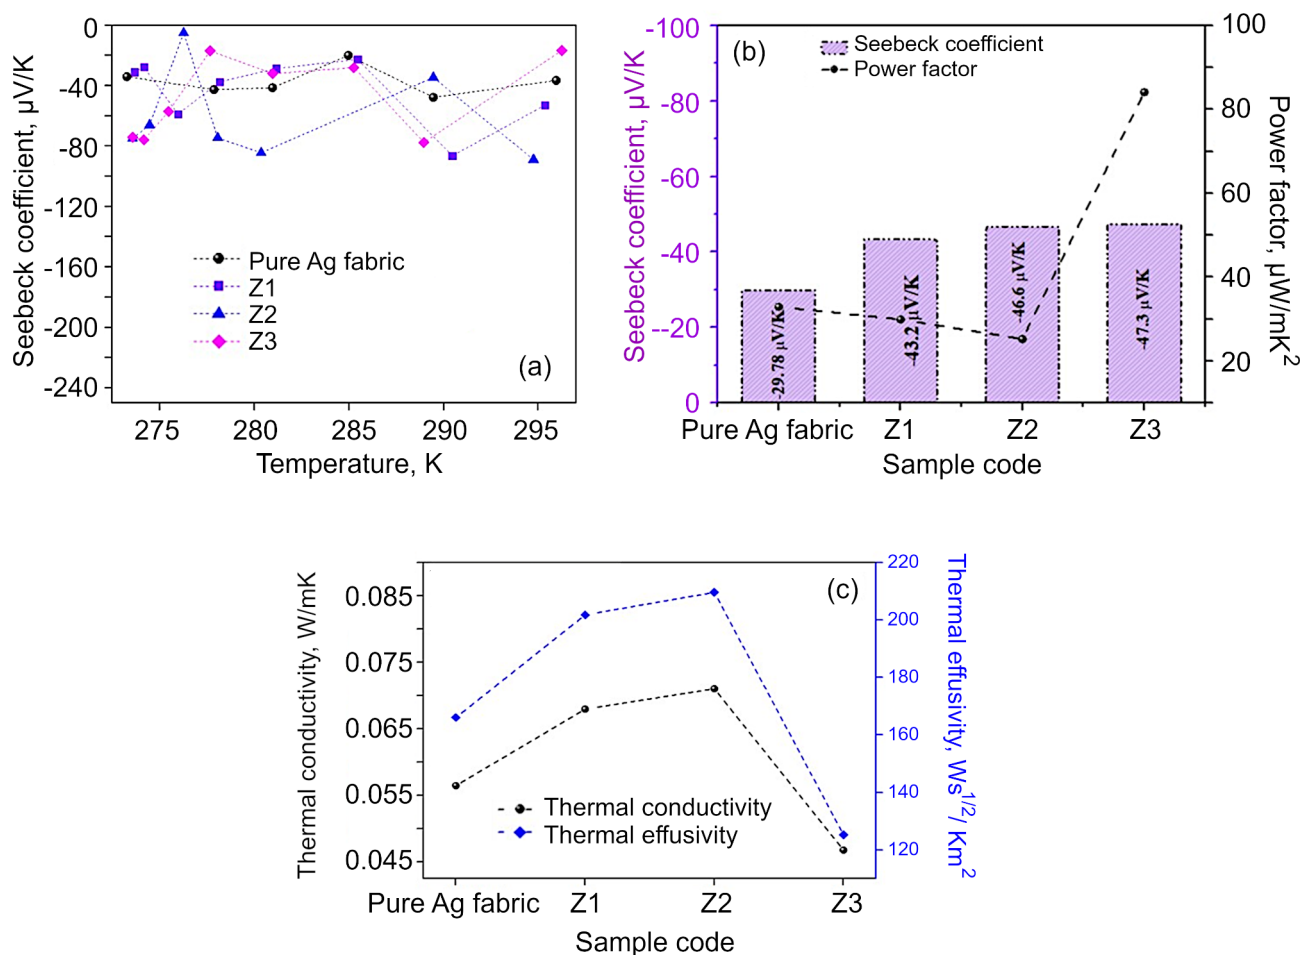 0
-40
-80
-120
-160
-200
-240
Seebeck coefficient, µV/K
Pure Ag fabric
Z1
Z2
Z3
(a)
275 280 285 290 295
Temperature, K
-100
-80
-60
-40
--20
0
Seebeck coefficient, µV/K
(b)
Seebeck coefficient
Power factor
-29.78 µV/K
-43.2 µV/K
-46.6 µV/K
-47.3 µV/K
100
80
60
40
20
Power factor, µW/mK2
Pure Ag fabric Z1 Z2 Z3
Sample code
0.085
0.075
0.065
0.055
0.045
Thermal conductivity, W/mK
(c)
Thermal conductivity
Thermal effusivity
220
200
180
160
140
120
Thermal effusivity, Ws1/2/ Km2
Pure Ag fabric Z1 Z2 Z3
Sample code